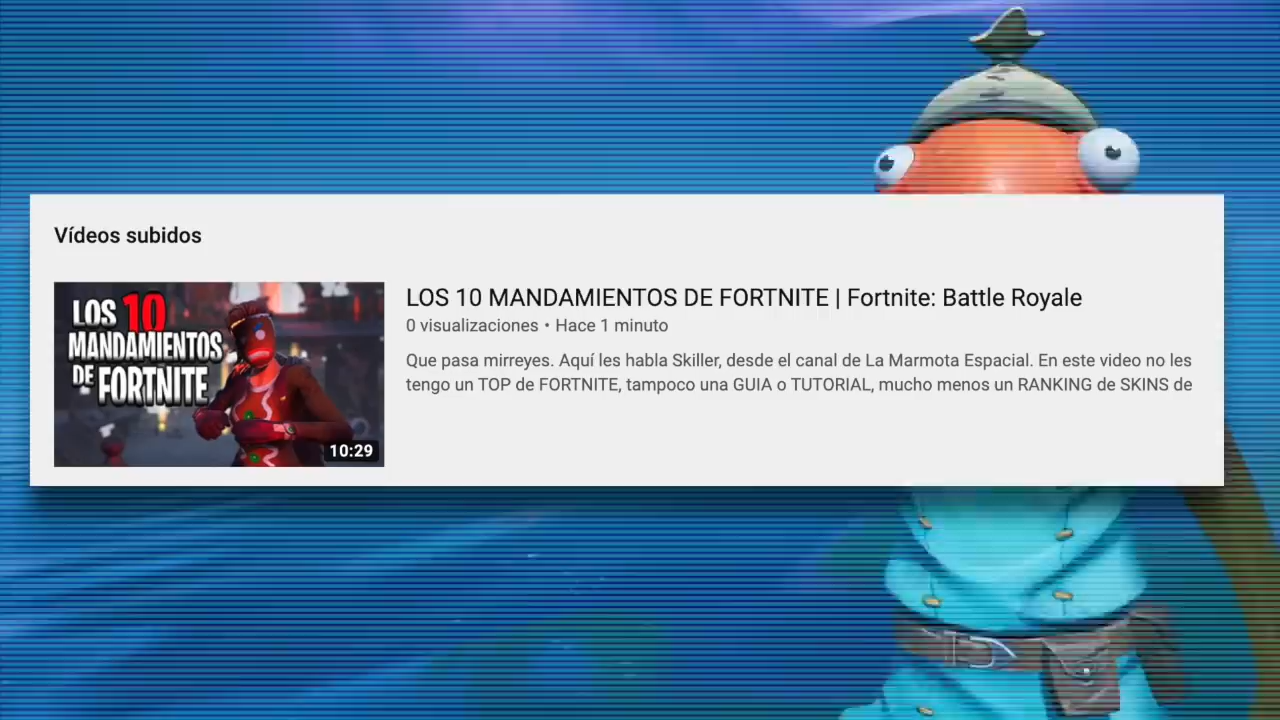 Vídeos subidos
LOS 10
MANDAMIENTOS
DE FORTNITE
10:29
LOS 10 MANDAMIENTOS DE FORTNITE | Fortnite: Battle Royale
0 visualizaciones • Hace 1 minuto
Que pasa mirreyes. Aquí les habla Skiller, desde el canal de La Marmota Espacial. En este video no les
tengo un TOP de FORTNITE, tampoco una GUIA o TUTORIAL, mucho menos un RANKING de SKINS de